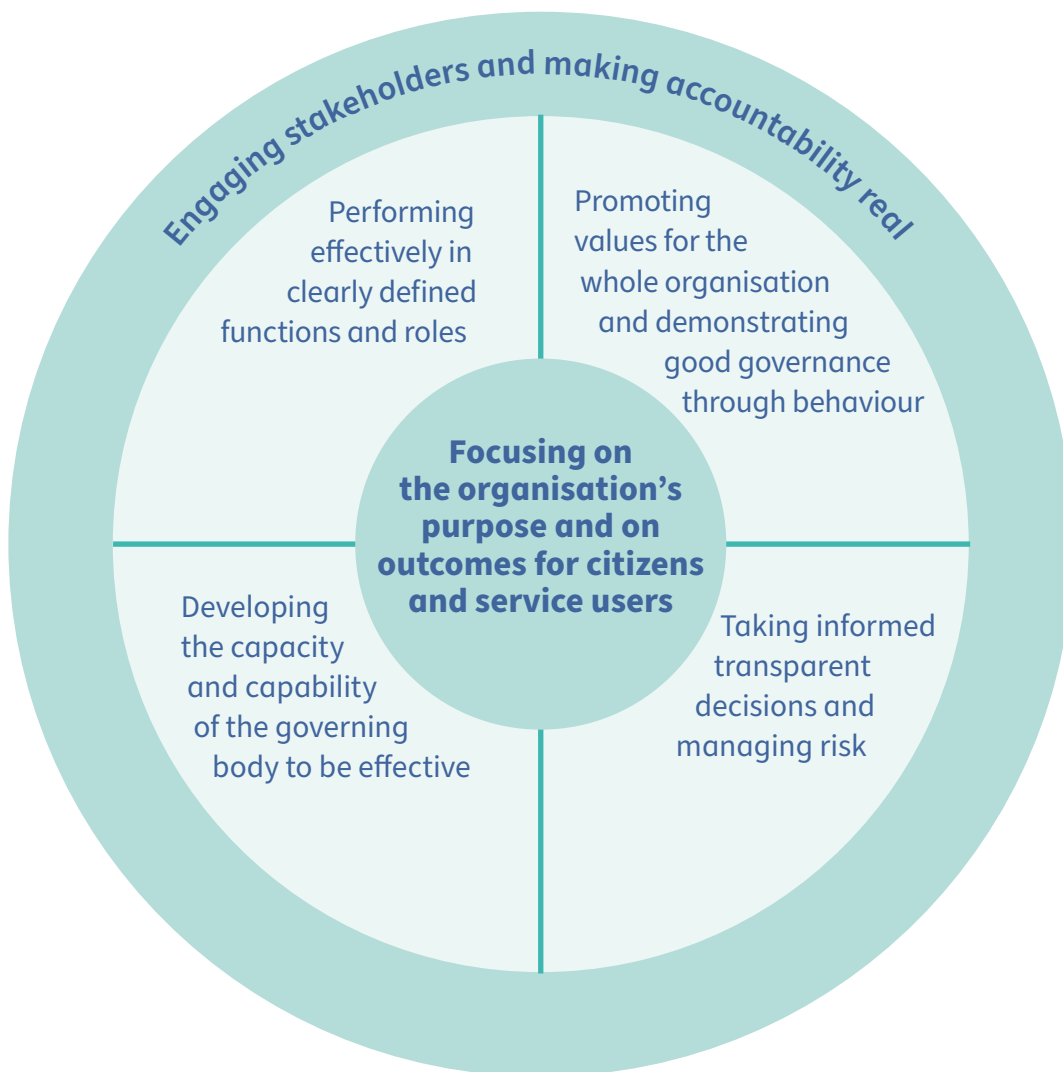 Engaging stakeholders and making accountability real
Performing
effectively in
clearly defined
functions and roles
Promoting
values for the
whole organisation
and demonstrating
good governance
through behaviour
Focusing on
the organisation’s
purpose and on
outcomes for citizens
and service users
Developing
the capacity
and capability
of the governing
body to be effective
Taking informed
transparent
decisions and
managing risk